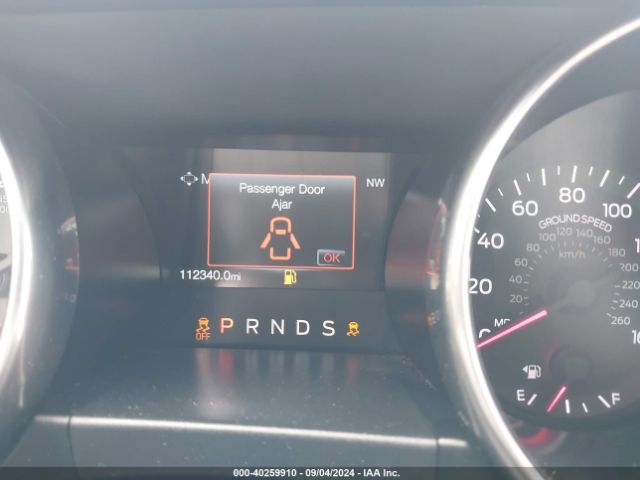 M
NW
Passenger Door
Ajar
OK
112340.0mi
OFF
P R N D S
60 80 100
40
20
GROUND SPEED
20 40 60 80 100 120 140 160 180 200 220 240 260
km/h
E F
000-40259910 - 09/04/2024 - IAA Inc.